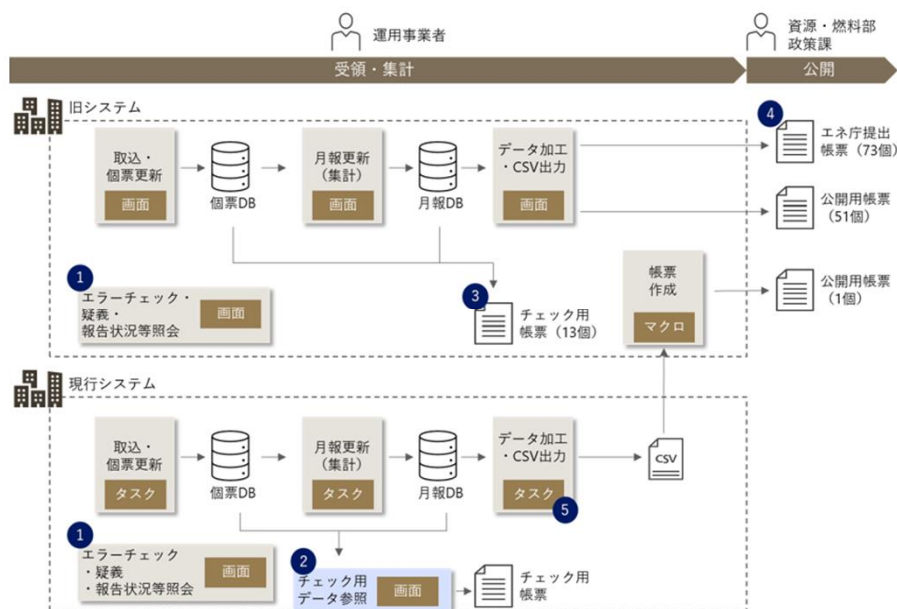 運用事業者
資源・燃料部
政策課
受領・集計
公開
旧システム
取込・
個票更新
画面
個票DB
月報更新
(集計)
画面
月報DB
データ加工
・CSV出力
画面
4
エネ庁提出
帳票（73個）
公開用帳票
(51個)
1
エラーチェック・
疑義・
報告状況等照会
画面
3
チェック用
帳票（13個）
帳票
作成
マクロ
公開用帳票
(1個)
現行システム
取込・
個票更新
タスク
個票DB
月報更新
(集計)
タスク
月報DB
データ加工
・CSV出力
タスク
5
CSV
1
エラーチェック
・疑義
・報告状況等照会
画面
2
チェック用
データ参照
画面
チェック用
帳票